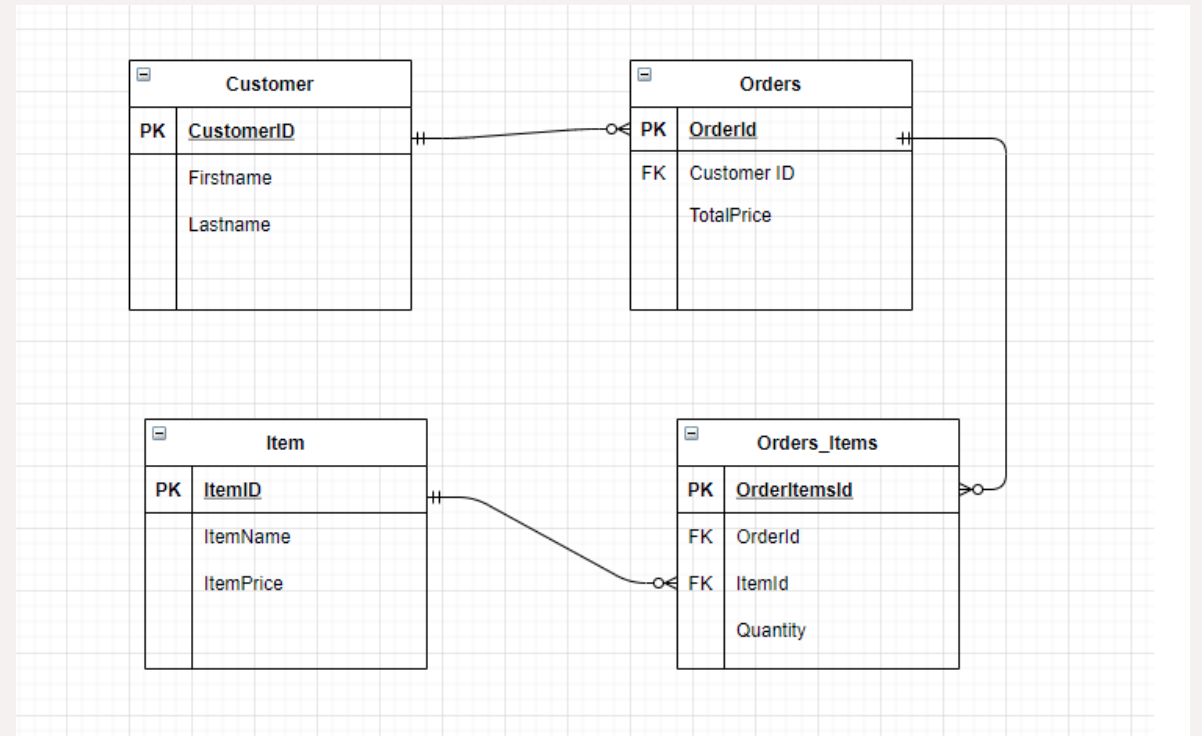 Customer
PK CustomerID
Firstname
Lastname
Orders
PK OrderId
FK Customer ID
TotalPrice
Item
PK ItemID
ItemName
ItemPrice
Orders_Items
PK OrderItemsId
FK OrderId
FK ItemId
Quantity